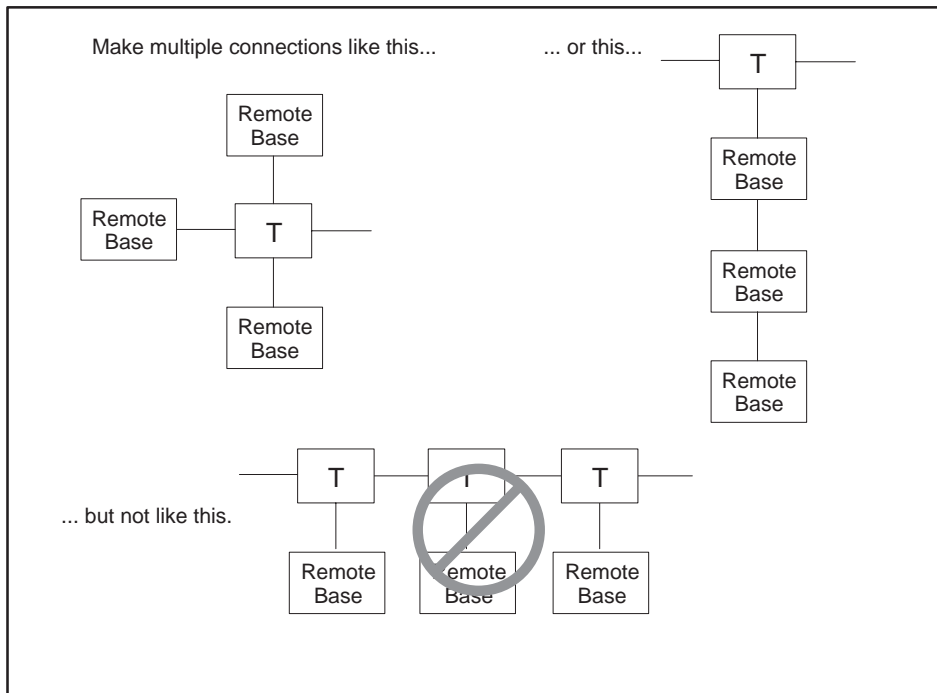 Make multiple connections like this...
... or this...
T
Remote
Base
Remote
Base
Remote
Base
T
Remote
Base
Remote
Base
Remote
Base
T
T
T
... but not like this.
Remote
Base
Remote
Base
Remote
Base